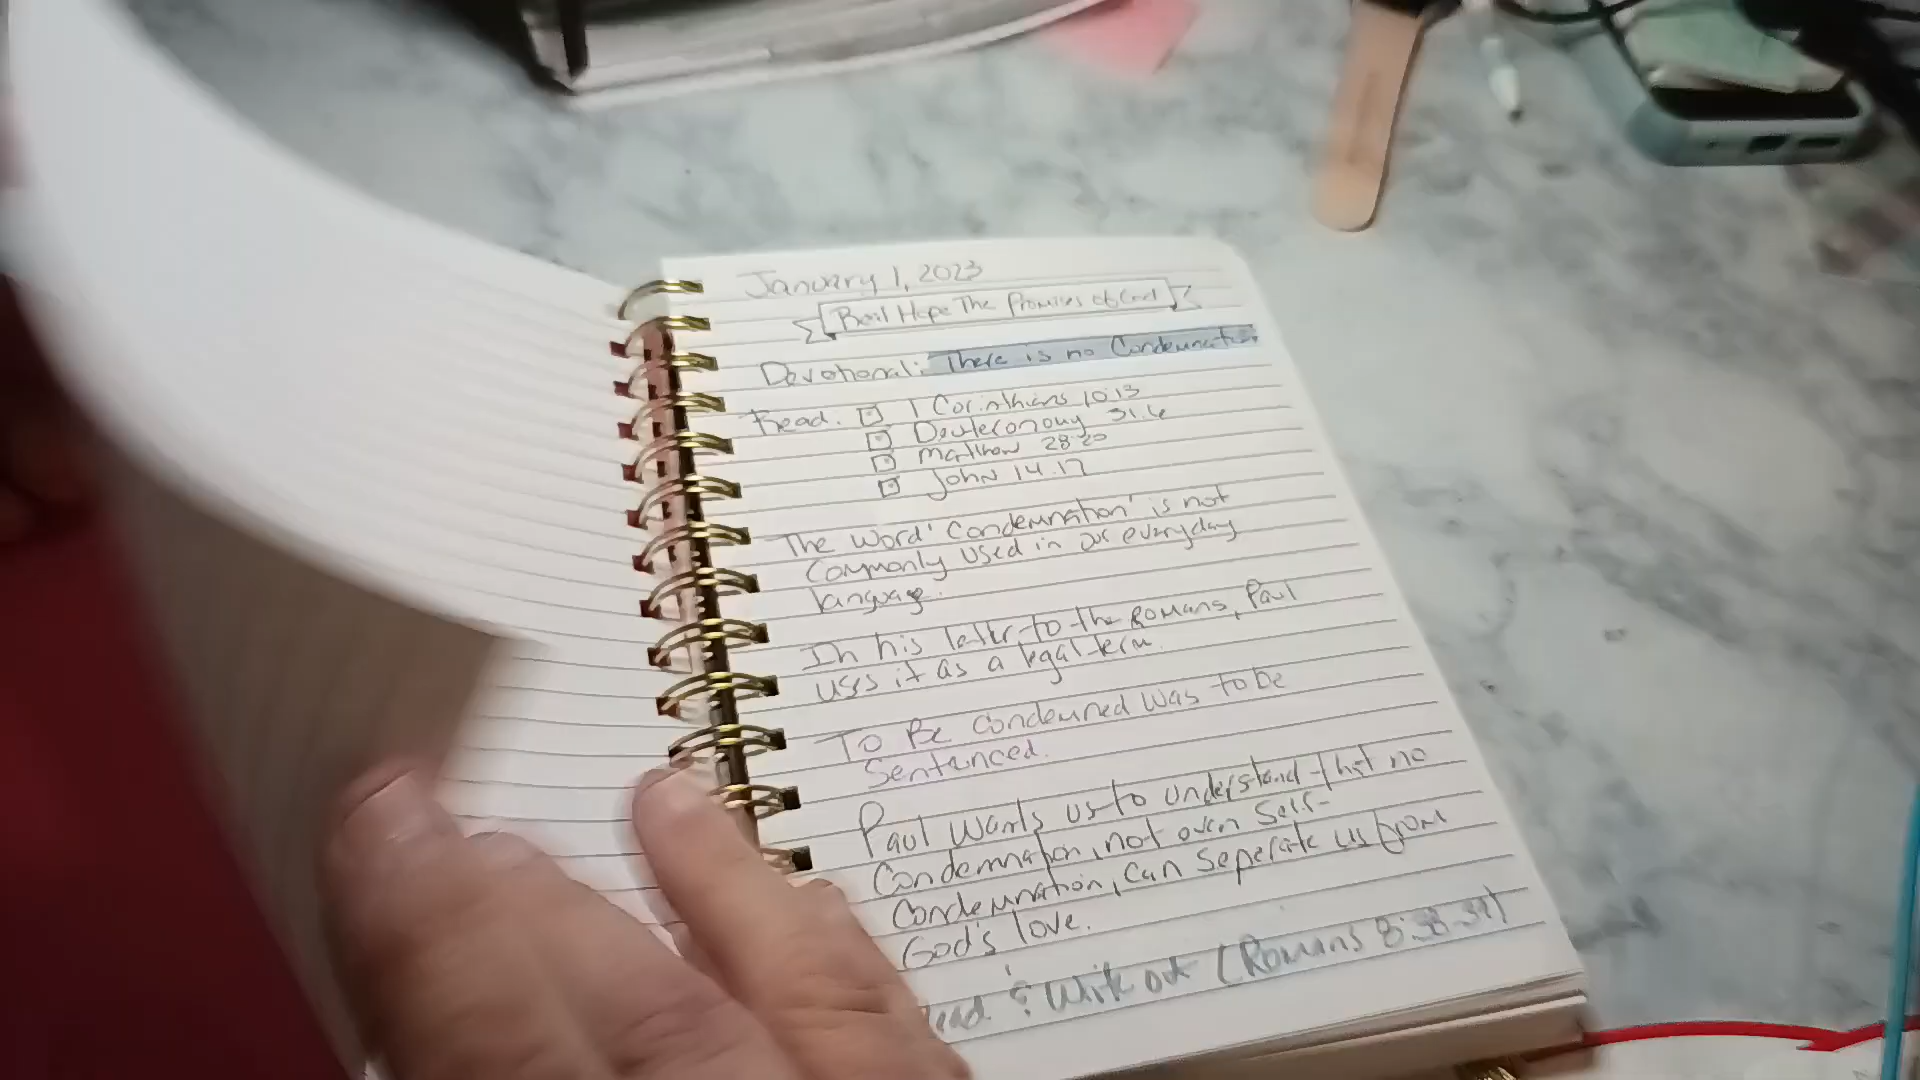 January 1, 2023
Real Hope The Promises of God
Devotional: There is no Condemnation
Read. 1 Corinthians 10:13
Deuteronomy 31.6
Matthew 28:20
John 14.17
The word 'Condemnation' is not
Commonly used in our everyday
language.
In his letter to the Romans, Paul
uses it as a legal term.
To Be Condemned was to be
Sentenced.
Paul wants us to understand that no
Condemnation, not even Self-
Condemnation, can seperate us from
God's love.
Read & Write out (Romans 8:38-39)